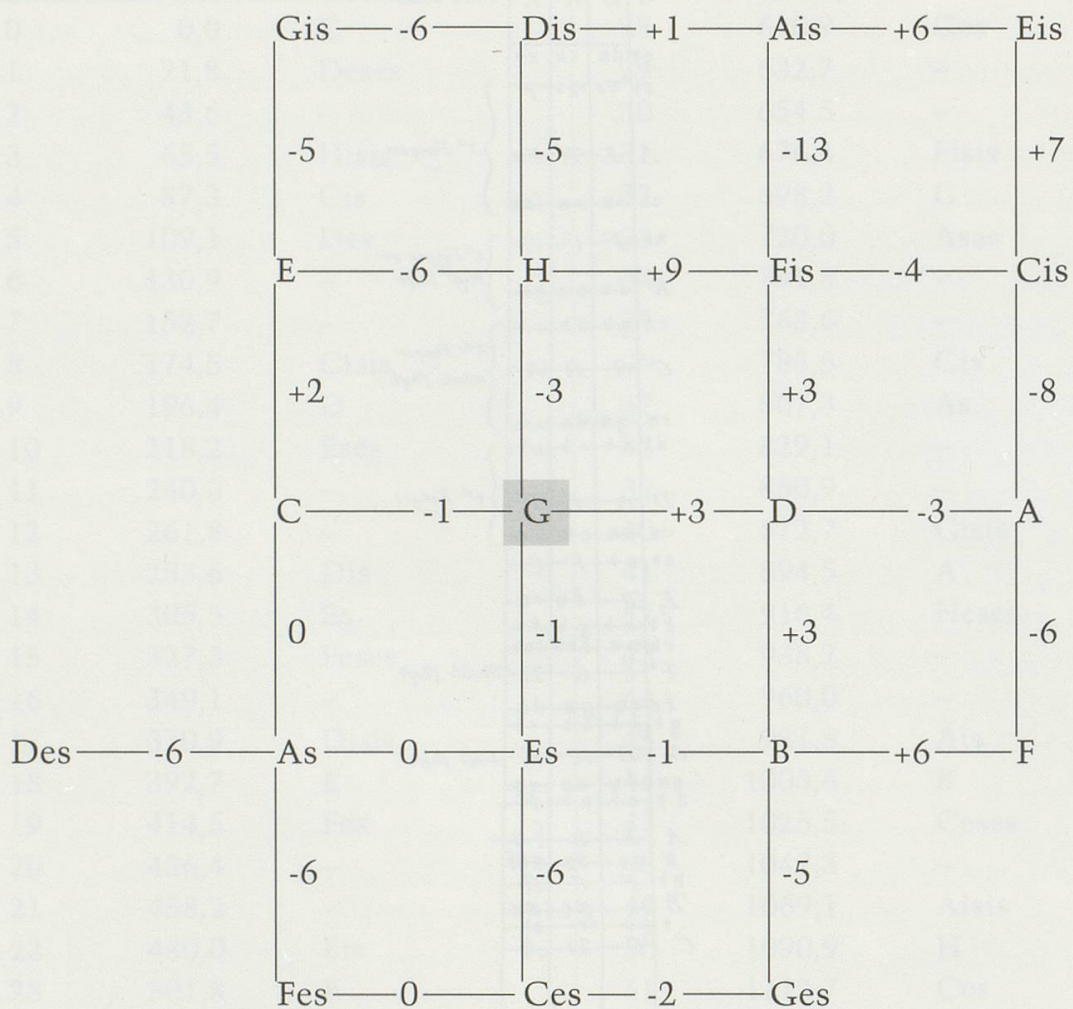 Gis -6 Dis +1 Ais +6 Eis
-5 -5 -13 +7
E -6 H +9 Fis -4 Cis
+2 -3 +3 -8
C -1 G +3 D -3 A
0 -1 +3 -6
Des -6 As 0 Es 1 B +6 F
-6 -6 -5
Fes 0 Ces -2 Ges